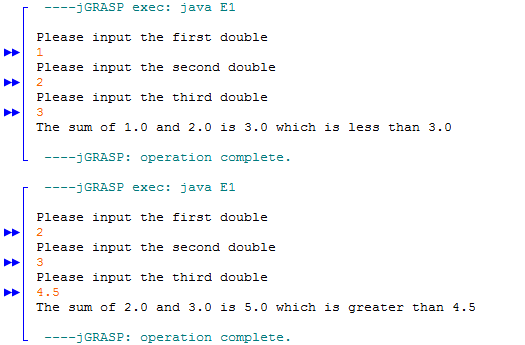 ----jGRASP exec: java E1
Please input the first double
1
Please input the second double
2
Please input the third double
3
The sum of 1.0 and 2.0 is 3.0 which is less than 3.0
----jGRASP: operation complete.
----jGRASP exec: java E1
Please input the first double
2
Please input the second double
3
Please input the third double
4.5
The sum of 2.0 and 3.0 is 5.0 which is greater than 4.5
----jGRASP: operation complete.